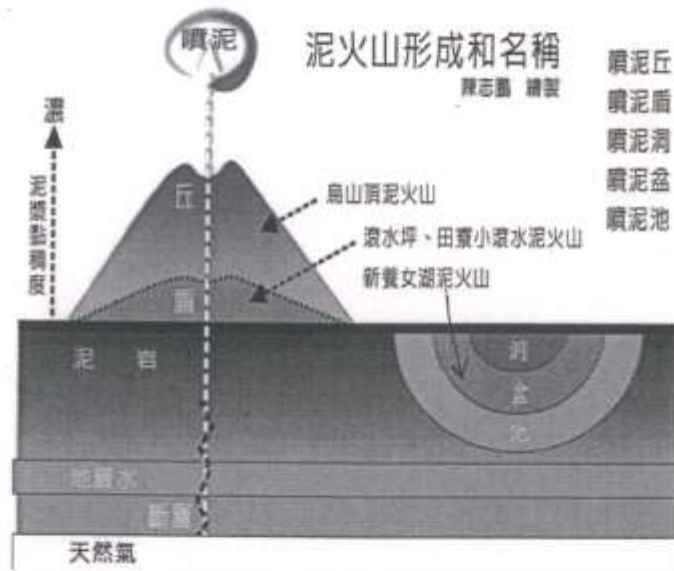 噴泥
泥火山形成和名稱
陳志鵬 繪製
噴泥丘
噴泥盾
噴泥洞
噴泥盆
噴泥池
濃
泥漿黏稠度
丘
烏山頂泥火山
滾水坪、田寮小滾水泥火山
新養女湖泥火山
盾
泥 岩
洞
盆
池
地層水
斷層
天然氣